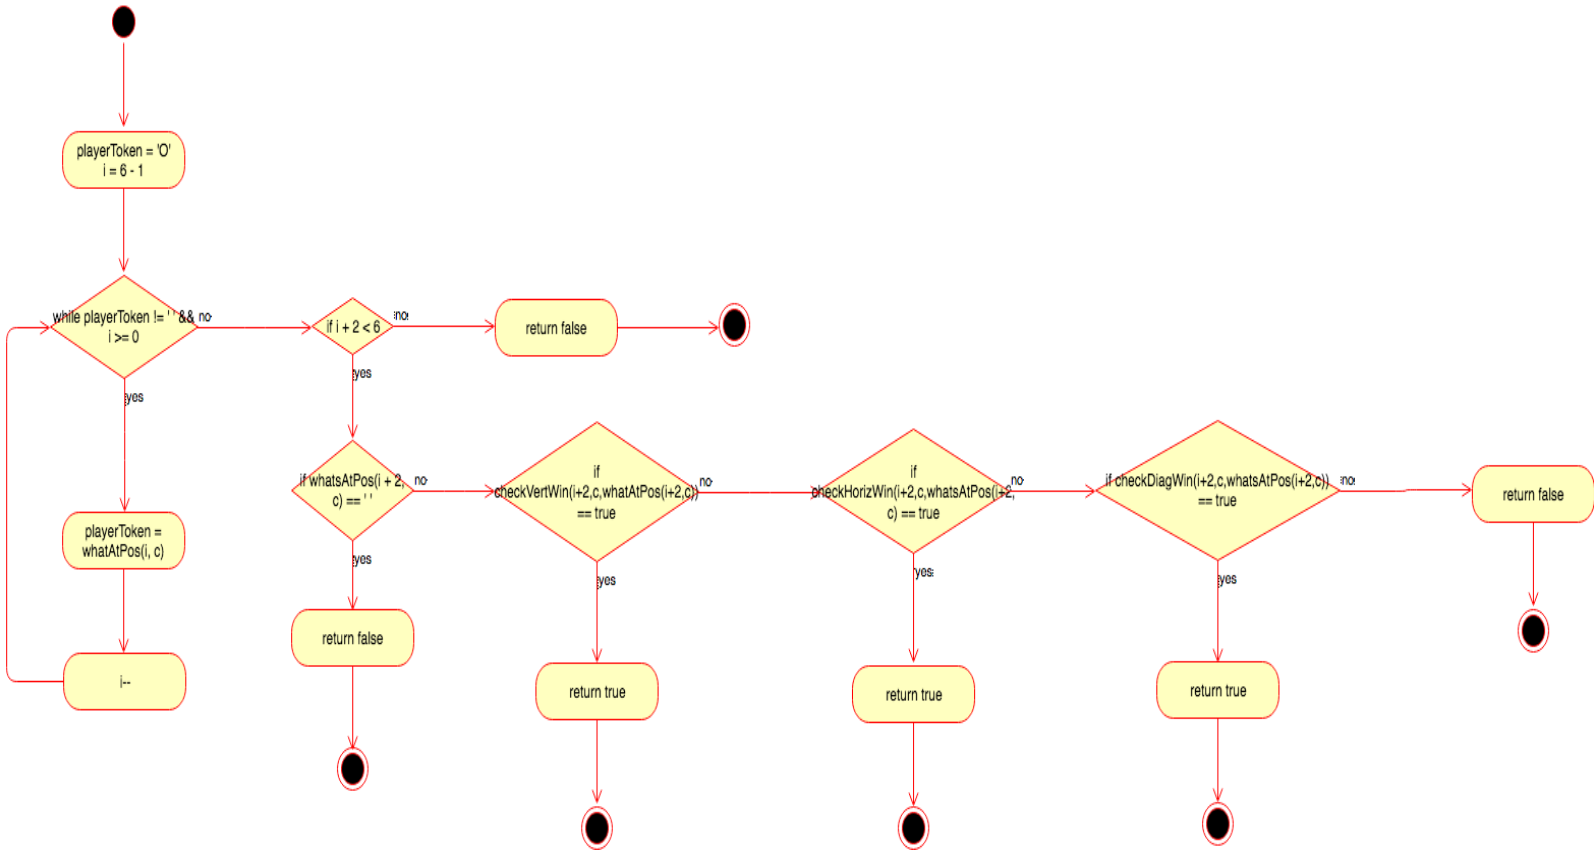 playerToken = 'O'
i = 6 - 1
while playerToken != ' ' &&
i >= 0
no
yes
playerToken =
whatAtPos(i, c)
i--
if i + 2 < 6
no
return false
yes
if whatsAtPos(i + 2,
c) == ' '
no
yes
return false
if
checkVertWin(i+2,c,whatAtPos(i+2,c))
== true
no
yes
return true
if
checkHorizWin(i+2,c,whatsAtPos(i+2,
c) == true
no
yes
return true
if checkDiagWin(i+2,c,whatsAtPos(i+2,c))
== true
no
yes
return true
return false